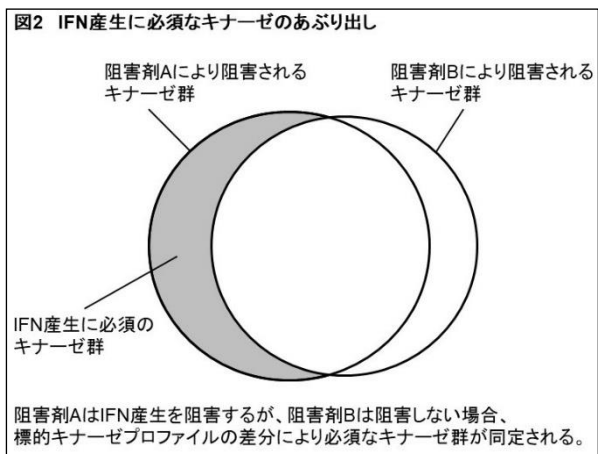 図2 IFN産生に必須なキナーゼのあぶり出し
阻害剤Aにより阻害される
キナーゼ群
阻害剤Bにより阻害される
キナーゼ群
IFN産生に必須の
キナーゼ群
阻害剤AはIFN産生を阻害するが、阻害剤Bは阻害しない場合、
標的キナーゼプロファイルの差分により必須なキナーゼ群が同定される。